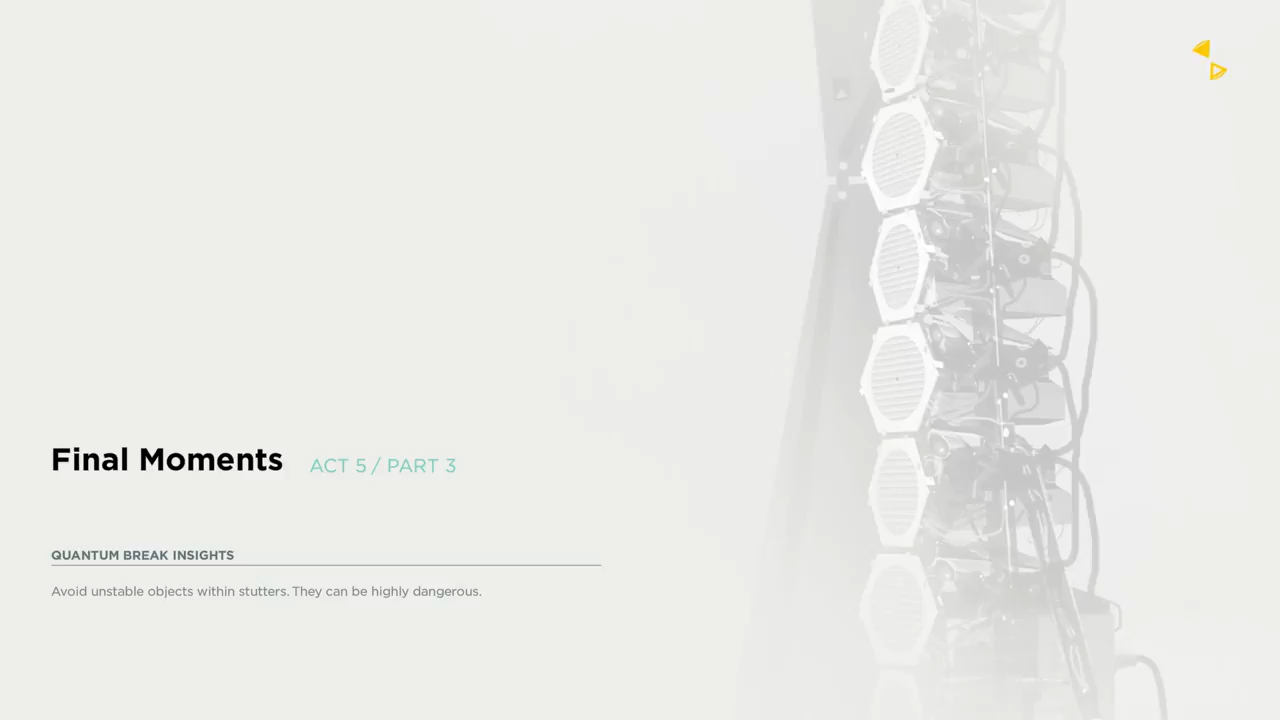 Final Moments ACT 5 / PART 3
QUANTUM BREAK INSIGHTS
Avoid unstable objects within stutters. They can be highly dangerous.